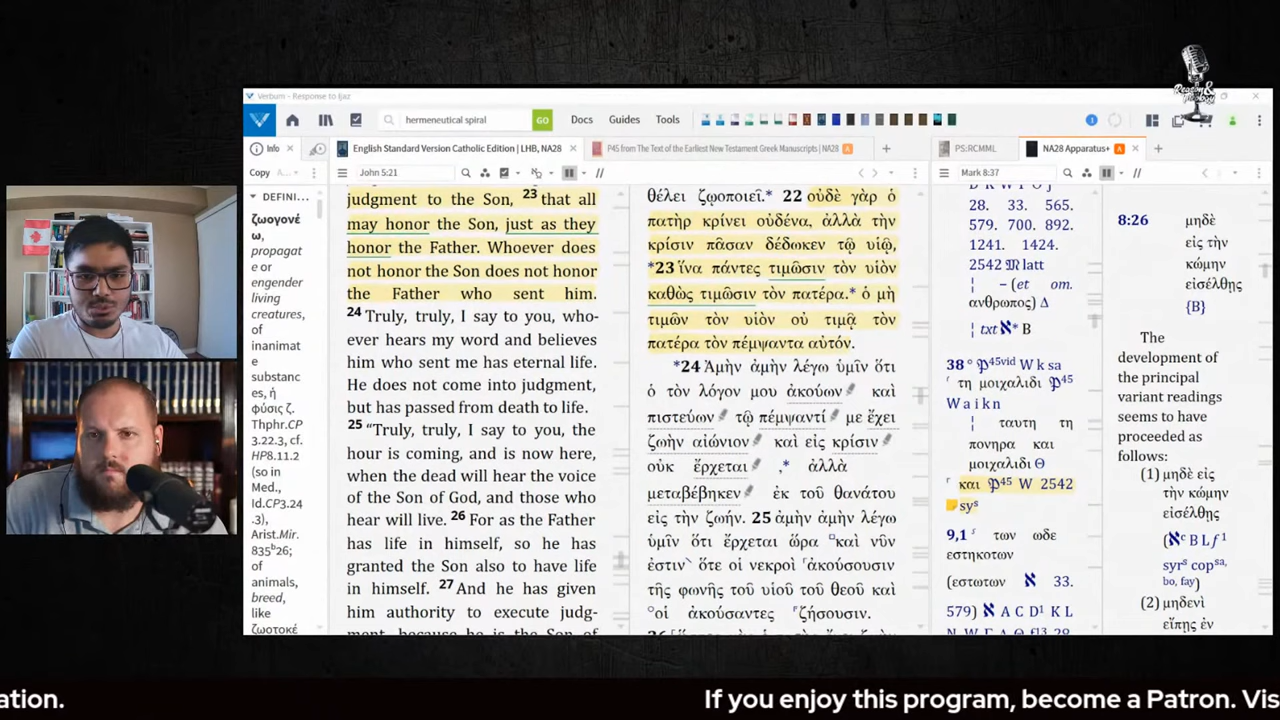 Reason & Theology
Verbum - Response to Ijaz
hermeneutical spiral
GO
Docs
Guides
Tools
Info
English Standard Version Catholic Edition | LHB, NA28
P45 from The Text of the Earliest New Testament Greek Manuscripts | NA28
PS:RCMML
NA28 Apparatus+
Copy
John 5:21
Mark 8:37
DEFINI...
ζωογονέ
ω,
propagat
e or
engender
living
creatures,
of
inanimat
e
substanc
es, ἡ
φύσις ζ.
Thphr.CP
3.22.3, cf.
HP8.11.2
(so in
Med.,
Id.CP3.24
.3),
Arist.Mir.
835b26;
of
animals,
breed,
like
ζωοτοκέ
judgment to the Son, 23 that all
may honor the Son, just as they
honor the Father. Whoever does
not honor the Son does not honor
the Father who sent him.
24 Truly, truly, I say to you, who-
ever hears my word and believes
him who sent me has eternal life.
He does not come into judgment,
but has passed from death to life.
25 “Truly, truly, I say to you, the
hour is coming, and is now here,
when the dead will hear the voice
of the Son of God, and those who
hear will live. 26 For as the Father
has life in himself, so he has
granted the Son also to have life
in himself. 27 And he has given
him authority to execute judg-
ment, because he is the Son of
θέλει ζῳοποιεῖ.* 22 οὐδὲ γὰρ ὁ
πατὴρ κρίνει οὐδένα, ἀλλὰ τὴν
κρίσιν πᾶσαν δέδωκεν τῷ υἱῷ,
*23 ἵνα πάντες τιμῶσιν τὸν υἱὸν
καθὼς τιμῶσιν τὸν πατέρα.* ὁ μὴ
τιμῶν τὸν υἱὸν οὐ τιμᾷ τὸν
πατέρα τὸν πέμψαντα αὐτόν.
*24 Ἀμὴν ἀμὴν λέγω ὑμῖν ὅτι
ὁ τὸν λόγον μου ἀκούων καὶ
πιστεύων τῷ πέμψαντί με ἔχει
ζωὴν αἰώνιον καὶ εἰς κρίσιν
οὐκ ἔρχεται ,* ἀλλὰ
μεταβέβηκεν ἐκ τοῦ θανάτου
εἰς τὴν ζωήν. 25 ἀμὴν ἀμὴν λέγω
ὑμῖν ὅτι ἔρχεται ὥρα □καὶ νῦν
ἐστιν⸌ ὅτε οἱ νεκροὶ ⸀ἀκούσουσιν
τῆς φωνῆς τοῦ υἱοῦ τοῦ θεοῦ καὶ
°οἱ ἀκούσαντες ⸀ζήσουσιν.
28. 33. 565.
579. 700. 892.
1241. 1424.
2542 𝔐 latt
¦ – (et om.
ανθρωπος) Δ
¦ txt ℵ* B
38 ° 𝔓45vid W k sa
⸂ τη μοιχαλιδι 𝔓45
W a i k n
¦ ταυτη τη
πονηρα και
μοιχαλιδι Θ
⸀ και 𝔓45 W 2542
sys
9,1 ⸉ των ωδε
εστηκοτων
(εστωτων ℵ 33.
579) ℵ A C D1 K L
N W Γ Δ Θ f13 28
8:26 μηδὲ
εἰς τὴν
κώμην
εἰσέλθῃς
{B}
The
development of
the principal
variant readings
seems to have
proceeded as
follows:
(1) μηδὲ εἰς
τὴν κώμην
εἰσέλθῃς
(ℵc B L f1
syrs copsa,
bo, fay)
(2) μηδενὶ
εἴπῃς ἐν
ation.
If you enjoy this program, become a Patron. Vis